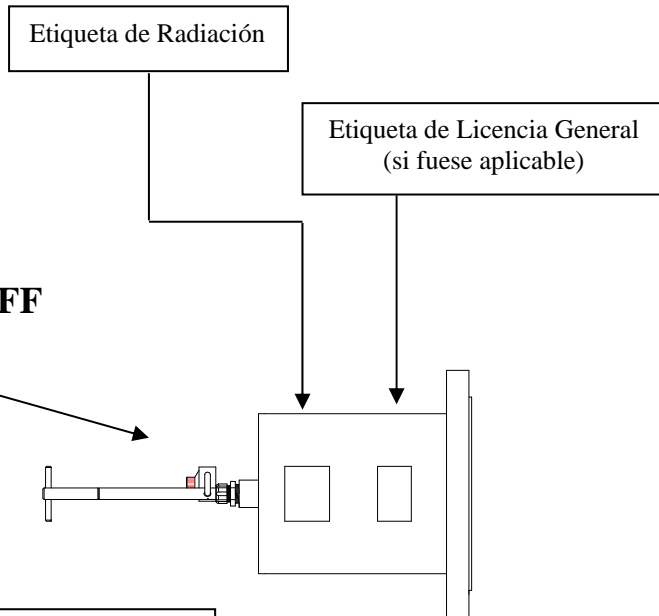 Etiqueta de Radiación
Etiqueta de Licencia General
(si fuese aplicable)
FF